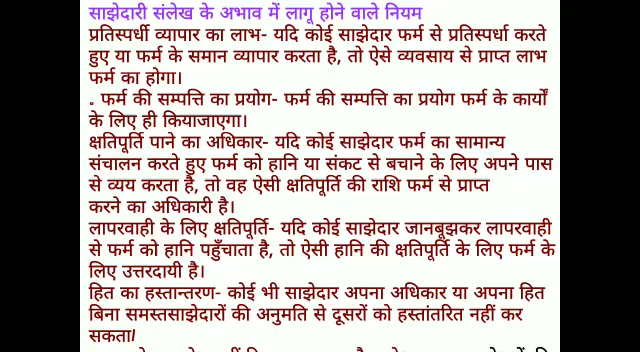 साझेदारी संलेख के अभाव में लागू होने वाले नियम
प्रतिस्पर्धी व्यापार का लाभ- यदि कोई साझेदार फर्म से प्रतिस्पर्धा करते
हुए या फर्म के समान व्यापार करता है, तो ऐसे व्यवसाय से प्राप्त लाभ
फर्म का होगा।
. फर्म की सम्पत्ति का प्रयोग- फर्म की सम्पत्ति का प्रयोग फर्म के कार्यों
के लिए ही कियाजाएगा।
क्षतिपूर्ति पाने का अधिकार- यदि कोई साझेदार फर्म का सामान्य
संचालन करते हुए फर्म को हानि या संकट से बचाने के लिए अपने पास
से व्यय करता है, तो वह ऐसी क्षतिपूर्ति की राशि फर्म से प्राप्त
करने का अधिकारी है।
लापरवाही के लिए क्षतिपूर्ति- यदि कोई साझेदार जानबूझकर लापरवाही
से फर्म को हानि पहुँचाता है, तो ऐसी हानि की क्षतिपूर्ति के लिए फर्म के
लिए उत्तरदायी है।
हित का हस्तान्तरण- कोई भी साझेदार अपना अधिकार या अपना हित
बिना समस्तसाझेदारों की अनुमति से दूसरों को हस्तांतरित नहीं कर
सकता।